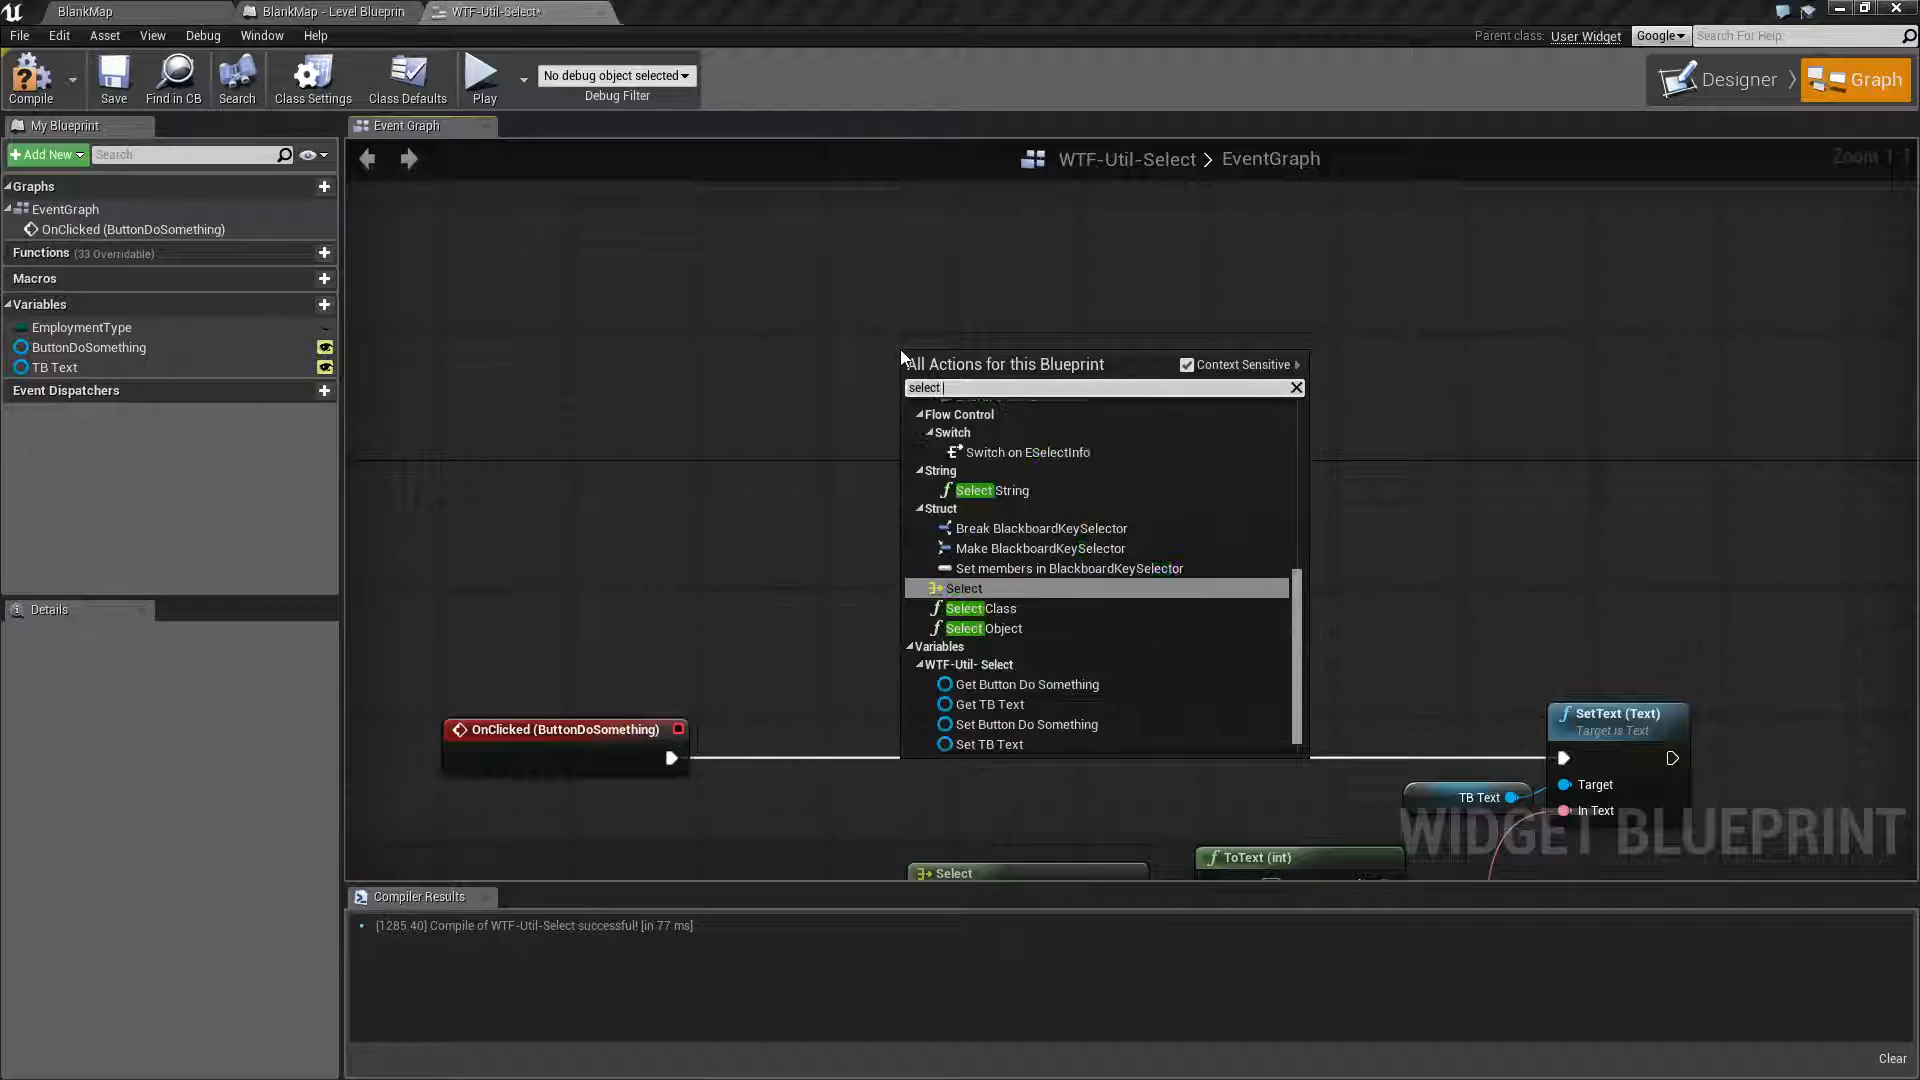 BlankMap
BlankMap - Level Blueprin
WTF-Util-Select*
File Edit Asset View Debug Window Help
Parent class: User Widget Google Search For Help
Compile
Save
Find in CB
Search
Class Settings
Class Defaults
Play
No debug object selected
Debug Filter
Designer
Graph
My Blueprint
Event Graph
Add New Search
WTF-Util-Select > EventGraph
Zoom 1:1
Graphs
EventGraph
OnClicked (ButtonDoSomething)
Functions (33 Overridable)
Macros
Variables
EmploymentType
ButtonDoSomething
TB Text
Event Dispatchers
Details
All Actions for this Blueprint Context Sensitive
select
Flow Control
Switch
Switch on ESelectInfo
String
Select String
Struct
Break BlackboardKeySelector
Make BlackboardKeySelector
Set members in BlackboardKeySelector
Select
Select Class
Select Object
Variables
WTF-Util- Select
Get Button Do Something
Get TB Text
Set Button Do Something
Set TB Text
OnClicked (ButtonDoSomething)
SetText (Text)
Target is Text
Target
In Text
TB Text
WIDGET BLUEPRINT
f ToText (int)
Select
Compiler Results
[1285.40] Compile of WTF-Util-Select successful! [in 77 ms]
Clear